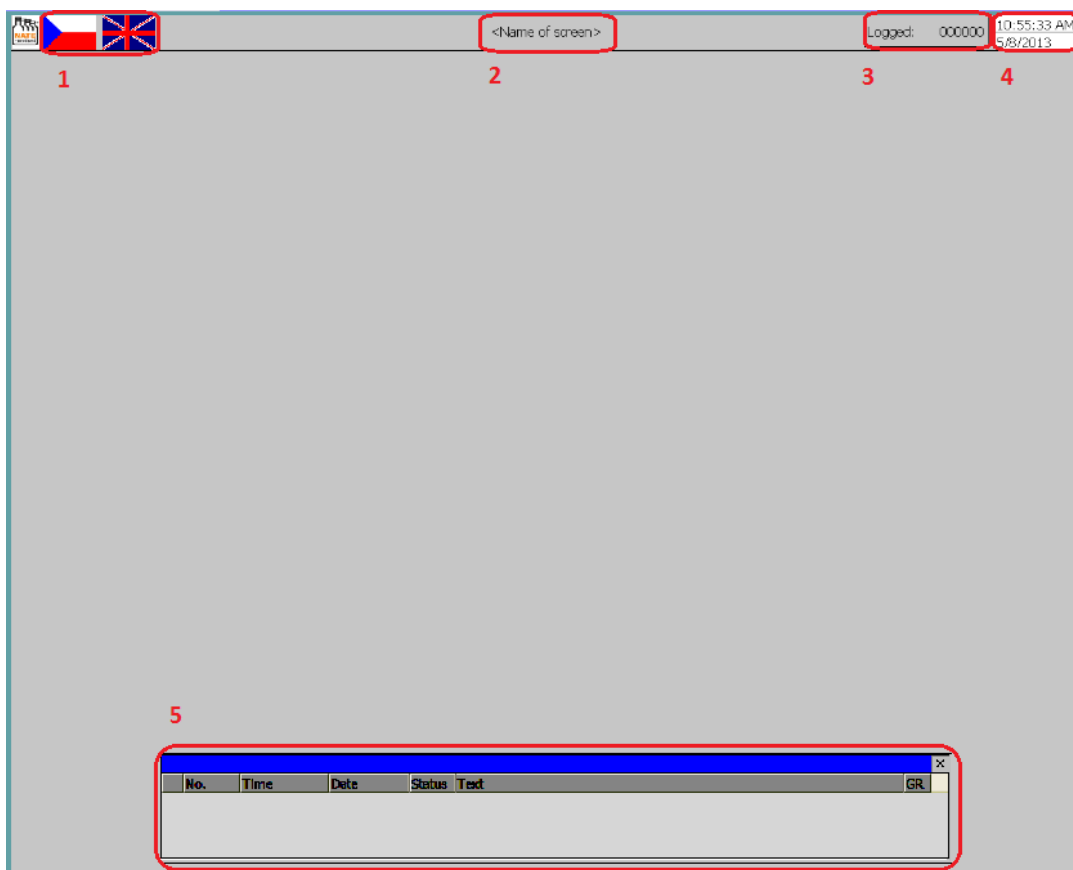 <Name of screen>
Logged: 000000
10:55:33 AM
5/8/2013
1
2
3
4
5
No. Time Date Status Text GR